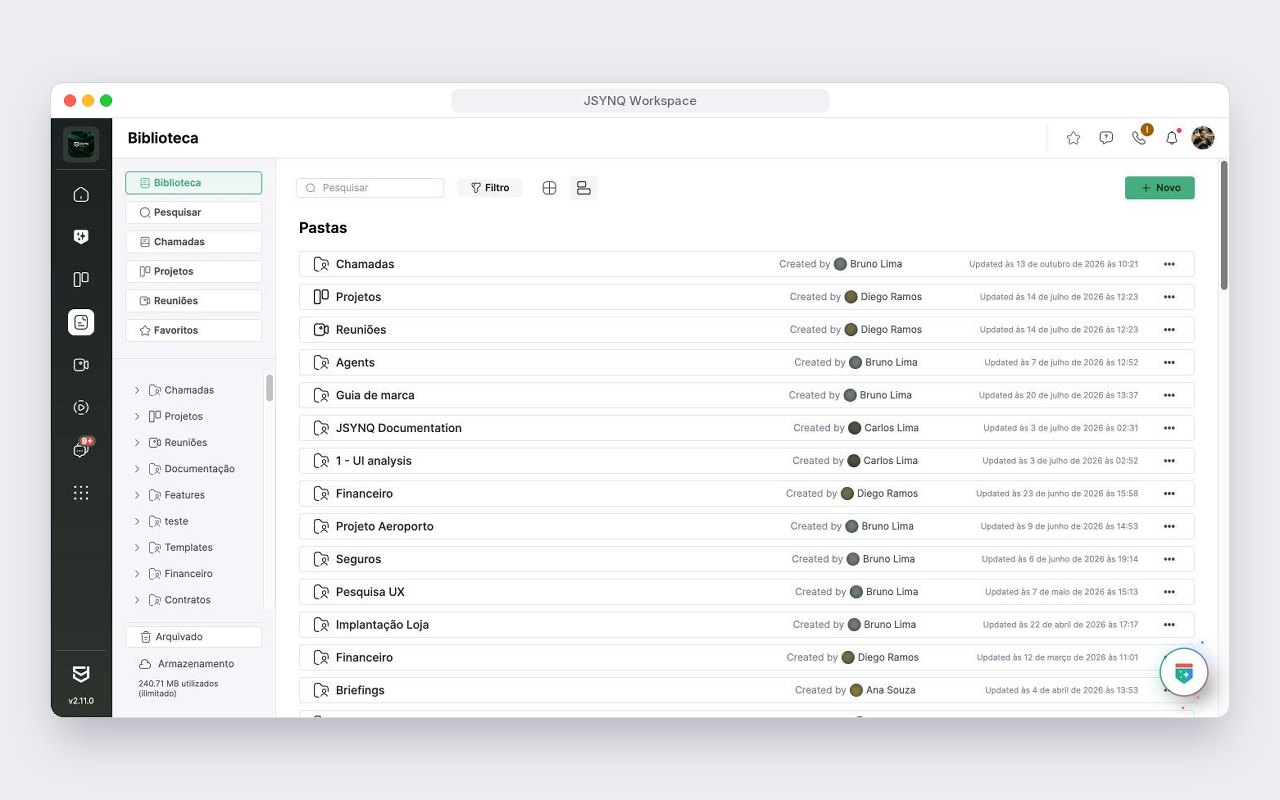 JSYNQ Workspace
Biblioteca
!
Biblioteca
Pesquisar
Chamadas
Projetos
Reuniões
Favoritos
Chamadas
Projetos
Reuniões
Documentação
Features
teste
Templates
Financeiro
Contratos
Arquivado
Armazenamento
240.71 MB utilizados
(ilimitado)
9+
v2.11.0
Pesquisar
Filtro
Novo
Pastas
Chamadas Created by Bruno Lima Updated às 13 de outubro de 2026 às 10:21
Projetos Created by Diego Ramos Updated às 14 de julho de 2026 às 12:23
Reuniões Created by Diego Ramos Updated às 14 de julho de 2026 às 12:23
Agents Created by Bruno Lima Updated às 7 de julho de 2026 às 12:52
Guia de marca Created by Bruno Lima Updated às 20 de julho de 2026 às 13:37
JSYNQ Documentation Created by Carlos Lima Updated às 3 de julho de 2026 às 02:31
1 - UI analysis Created by Carlos Lima Updated às 3 de julho de 2026 às 02:52
Financeiro Created by Diego Ramos Updated às 23 de junho de 2026 às 15:58
Projeto Aeroporto Created by Bruno Lima Updated às 9 de junho de 2026 às 14:53
Seguros Created by Bruno Lima Updated às 6 de junho de 2026 às 19:14
Pesquisa UX Created by Bruno Lima Updated às 7 de maio de 2026 às 15:13
Implantação Loja Created by Bruno Lima Updated às 22 de abril de 2026 às 17:17
Financeiro Created by Diego Ramos Updated às 12 de março de 2026 às 11:01
Briefings Created by Ana Souza Updated às 4 de abril de 2026 às 13:53